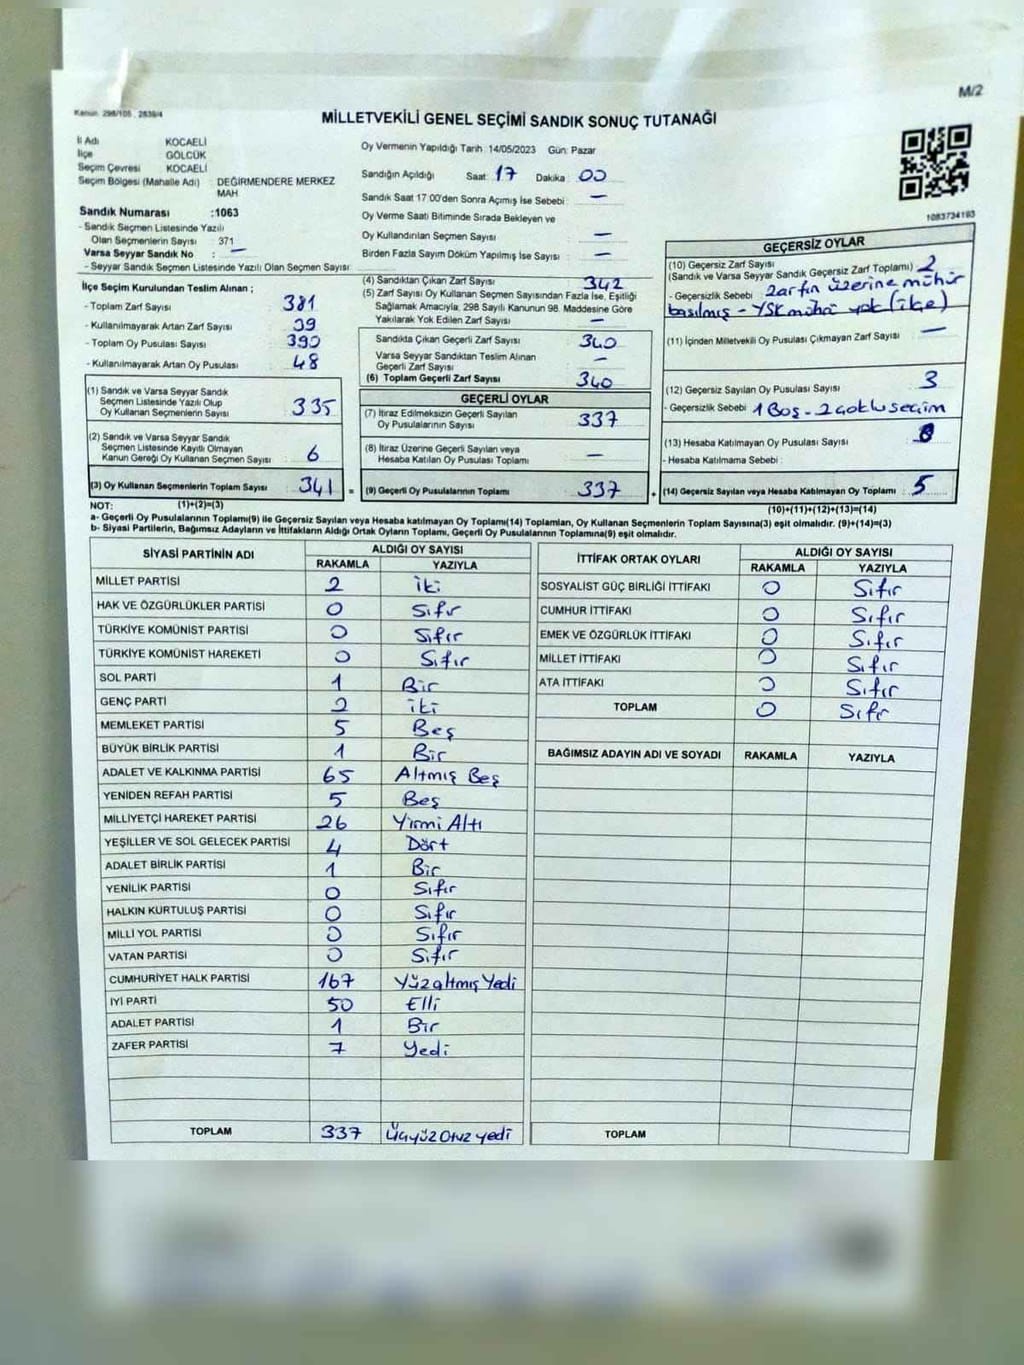 M/2
Kanun: 298/105 , 2839/4
MİLLETVEKİLİ GENEL SEÇİMİ SANDIK SONUÇ TUTANAĞI
İl Adı KOCAELİ
İlçe GÖLCÜK
Seçim Çevresi KOCAELİ
Seçim Bölgesi (Mahalle Adı) : DEĞİRMENDERE MERKEZ
MAH
Sandık Numarası :1063
- Sandık Seçmen Listesinde Yazılı
Olan Seçmenlerin Sayısı : 371
Varsa Seyyar Sandık No : —
- Seyyar Sandık Seçmen Listesinde Yazılı Olan Seçmen Sayısı:
Oy Vermenin Yapıldığı Tarih :14/05/2023 Gün: Pazar
Sandığın Açıldığı Saat: 17 Dakika : 00
Sandık Saat 17:00'den Sonra Açımış İse Sebebi : —
Oy Verme Saati Bitiminde Sırada Bekleyen ve
Oy Kullandırılan Seçmen Sayısı : —
Birden Fazla Sayım Döküm Yapılmış İse Sayısı : —
1083734193
İlçe Seçim Kurulundan Teslim Alınan ;
- Toplam Zarf Sayısı : 381
- Kullanılmayarak Artan Zarf Sayısı : 39
- Toplam Oy Pusulası Sayısı : 390
- Kullanılmayarak Artan Oy Pusulası : 48
(1) Sandık ve Varsa Seyyar Sandık
Seçmen Listesinde Yazılı Olup
Oy Kullanan Seçmenlerin Sayısı : 335
(2) Sandık ve Varsa Seyyar Sandık
Seçmen Listesinde Kayıtlı Olmayan
Kanun Gereği Oy Kullanan Seçmen Sayısı : 6
(3) Oy Kullanan Seçmenlerin Toplam Sayısı : 341 =
(4) Sandıktan Çıkan Zarf Sayısı : 342
(5) Zarf Sayısı Oy Kullanan Seçmen Sayısından Fazla İse, Eşitliği
Sağlamak Amacıyla, 298 Sayılı Kanunun 98. Maddesine Göre
Yakılarak Yok Edilen Zarf Sayısı : —
Sandıkta Çıkan Geçerli Zarf Sayısı : 340
Varsa Seyyar Sandıktan Teslim Alınan
Geçerli Zarf Sayısı : —
(6) Toplam Geçerli Zarf Sayısı : 340
GEÇERLİ OYLAR
(7) İtiraz Edilmeksizin Geçerli Sayılan
Oy Pusulalarının Sayısı : 337
(8) İtiraz Üzerine Geçerli Sayılan veya
Hesaba Katılan Oy Pusulası Toplamı : —
(9) Geçerli Oy Pusulalarının Toplamı : 337 +
GEÇERSİZ OYLAR
(10) Geçersiz Zarf Sayısı
(Sandık ve Varsa Seyyar Sandık Geçersiz Zarf Toplamı) : 2
- Geçersizlik Sebebi : Zarfın üzerine mühür
basılmış - YSK mühü yok (ilçe)
(11) İçinden Milletvekili Oy Pusulası Çıkmayan Zarf Sayısı : —
(12) Geçersiz Sayılan Oy Pusulası Sayısı : 3
- Geçersizlik Sebebi : 1 Boş - 2 çoklu seçim
(13) Hesaba Katılmayan Oy Pusulası Sayısı :
- Hesaba Katılmama Sebebi :
(14) Geçersiz Sayılan veya Hesaba Katılmayan Oy Toplamı : 5
NOT: (1)+(2)=(3)
(10)+(11)+(12)+(13)=(14)
a- Geçerli Oy Pusulalarının Toplamı(9) ile Geçersiz Sayılan veya Hesaba katılmayan Oy Toplamı(14) Toplamları, Oy Kullanan Seçmenlerin Toplam Sayısına(3) eşit olmalıdır. (9)+(14)=(3)
b- Siyasi Partilerin, Bağımsız Adayların ve İttifakların Aldığı Ortak Oyların Toplamı, Geçerli Oy Pusulalarının Toplamına(9) eşit olmalıdır.
SİYASİ PARTİNİN ADI ALDIĞI OY SAYISI
RAKAMLA YAZIYLA
MİLLET PARTİSİ 2 iki
HAK VE ÖZGÜRLÜKLER PARTİSİ 0 Sıfır
TÜRKİYE KOMÜNİST PARTİSİ 0 Sıfır
TÜRKİYE KOMÜNİST HAREKETİ 0 Sıfır
SOL PARTİ 1 Bir
GENÇ PARTİ 2 iki
MEMLEKET PARTİSİ 5 Beş
BÜYÜK BİRLİK PARTİSİ 1 Bir
ADALET VE KALKINMA PARTİSİ 65 Altmış Beş
YENİDEN REFAH PARTİSİ 5 Beş
MİLLİYETÇİ HAREKET PARTİSİ 26 Yirmi Altı
YEŞİLLER VE SOL GELECEK PARTİSİ 4 Dört
ADALET BİRLİK PARTİSİ 1 Bir
YENİLİK PARTİSİ 0 Sıfır
HALKIN KURTULUŞ PARTİSİ 0 Sıfır
MİLLİ YOL PARTİSİ 0 Sıfır
VATAN PARTİSİ 0 Sıfır
CUMHURİYET HALK PARTİSİ 167 Yüzaltmış Yedi
İYİ PARTİ 50 Elli
ADALET PARTİSİ 1 Bir
ZAFER PARTİSİ 7 Yedi
TOPLAM 337 Üçyüz Otuz yedi
İTTİFAK ORTAK OYLARI ALDIĞI OY SAYISI
RAKAMLA YAZIYLA
SOSYALİST GÜÇ BİRLİĞİ İTTİFAKI 0 Sıfır
CUMHUR İTTİFAKI 0 Sıfır
EMEK VE ÖZGÜRLÜK İTTİFAKI 0 Sıfır
MİLLET İTTİFAKI 0 Sıfır
ATA İTTİFAKI 0 Sıfır
TOPLAM 0 Sıfr
BAĞIMSIZ ADAYIN ADI VE SOYADI RAKAMLA YAZIYLA
TOPLAM